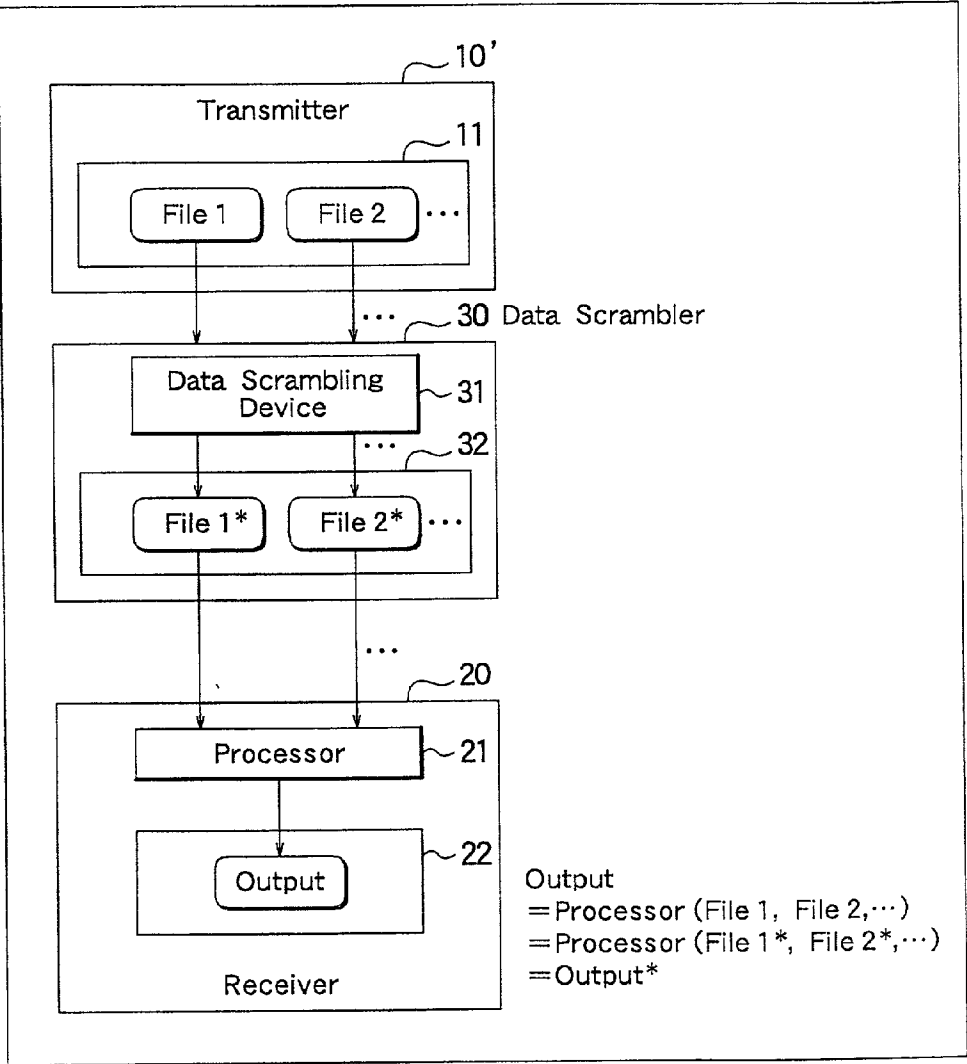 10'
Transmitter
11
File 1 File 2 ...
...
30 Data Scrambler
Data Scrambling
Device
31
...
32
File 1* File 2* ...
...
20
Processor
21
22
Output
Receiver
Output
=Processor (File 1, File 2,...)
=Processor (File 1*, File 2*,...)
=Output*